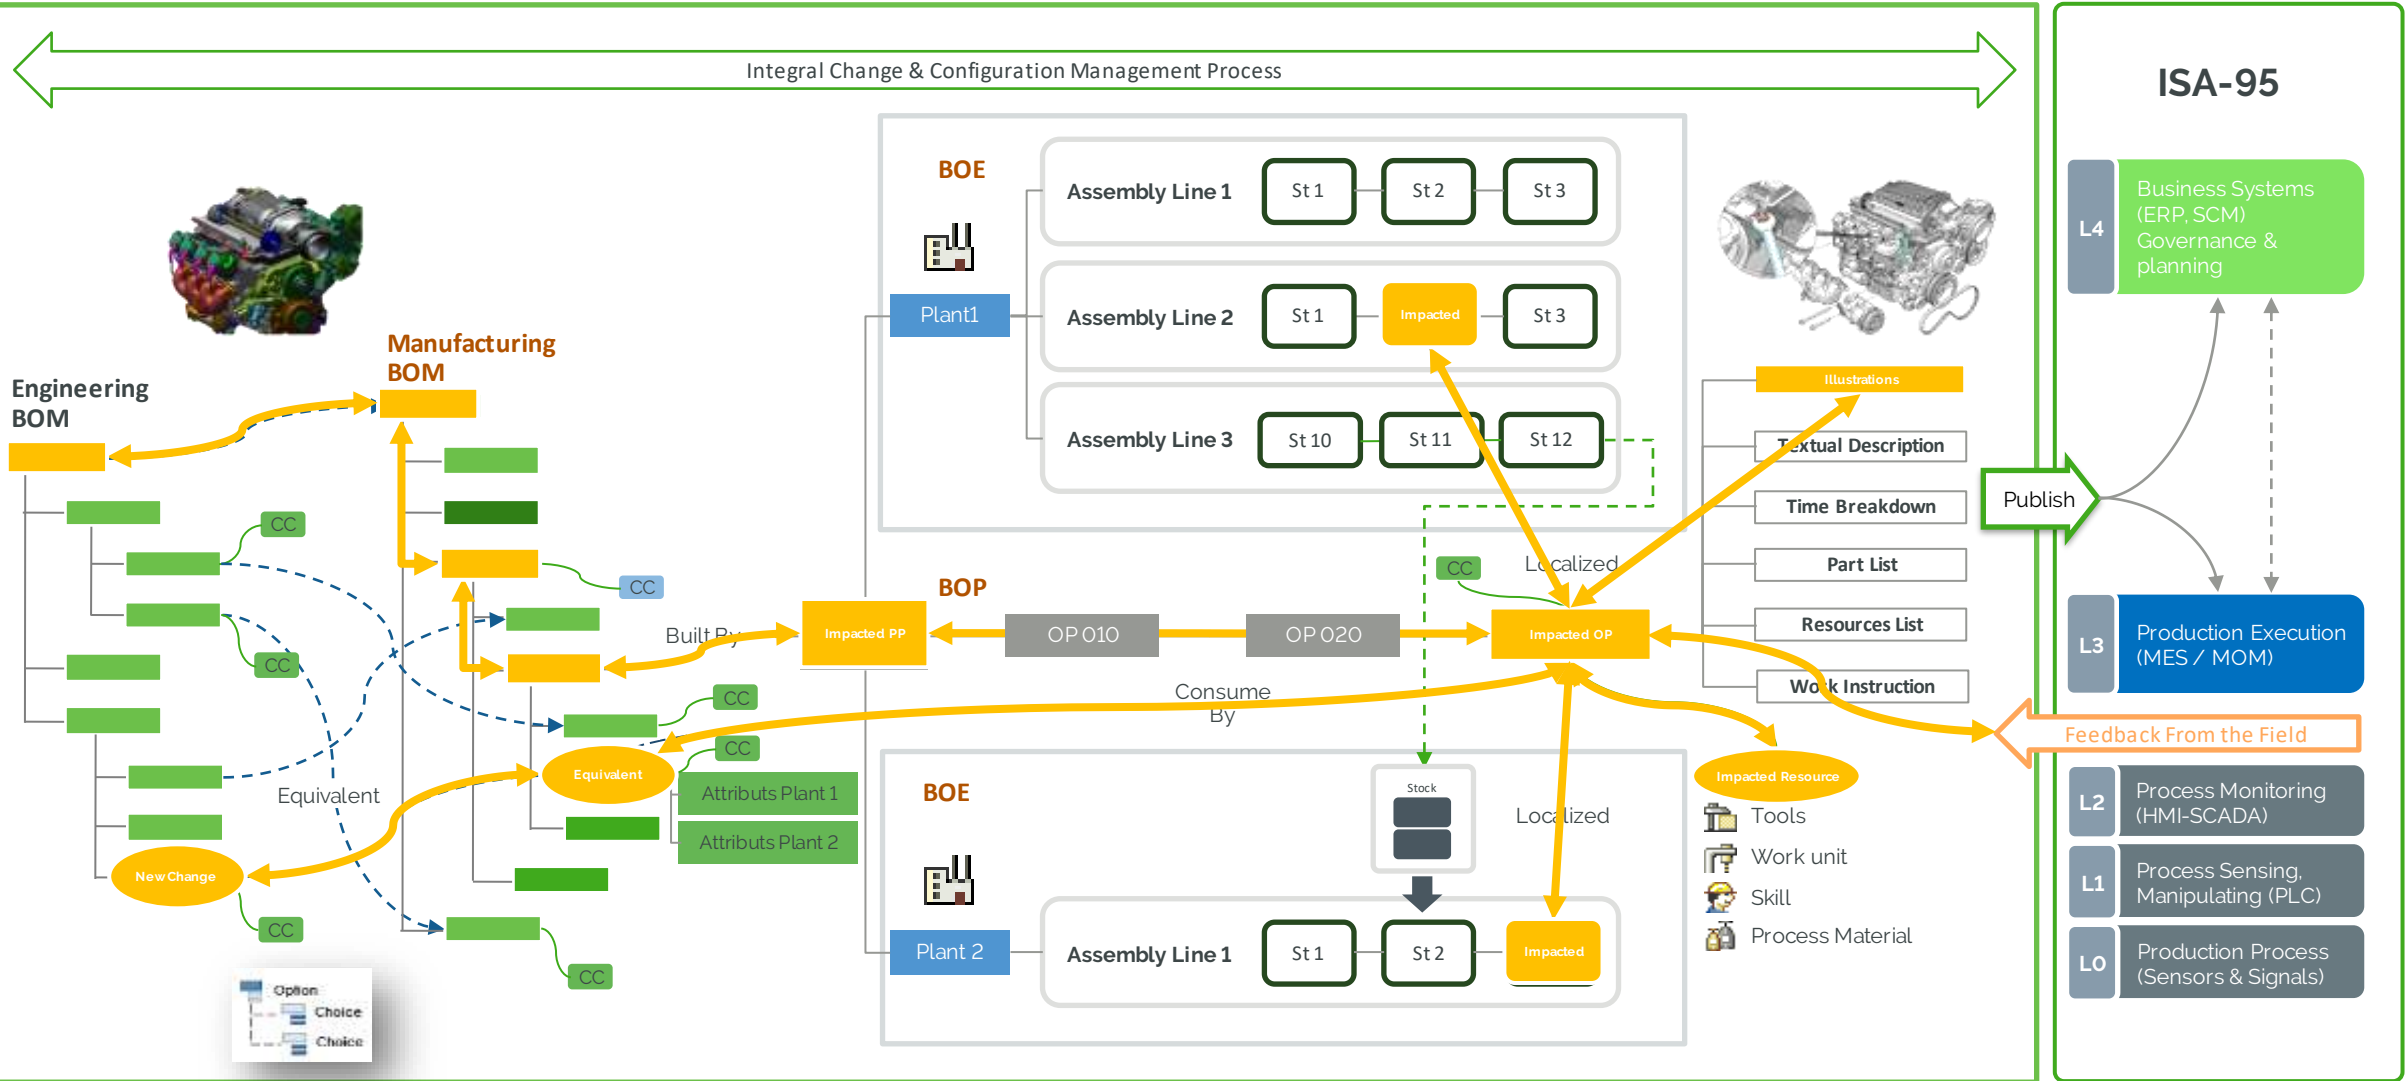 Integral Change & Configuration Management Process
ISA-95
Engineering
BOM
Manufacturing
BOM
CC
CC
CC
CC
CC
CC
CC
Equivalent
New Change
Equivalent
Attributs Plant 1
Attributs Plant 2
Option
Choice
Choice
Built By
Impacted PP
BOP
OP 010
OP 020
CC
Impacted OP
Consume
By
Localized
Localized
BOE
Plant1
Assembly Line 1
St 1
St 2
St 3
Assembly Line 2
St 1
Impacted
St 3
Assembly Line 3
St 10
St 11
St 12
BOE
Plant 2
Stock
Assembly Line 1
St 1
St 2
Impacted
Illustrations
Textual Description
Time Breakdown
Part List
Resources List
Work Instruction
Impacted Resource
Tools
Work unit
Skill
Process Material
Publish
Feedback From the Field
L4
Business Systems
(ERP, SCM)
Governance &
planning
L3
Production Execution
(MES / MOM)
L2
Process Monitoring
(HMI-SCADA)
L1
Process Sensing,
Manipulating (PLC)
L0
Production Process
(Sensors & Signals)